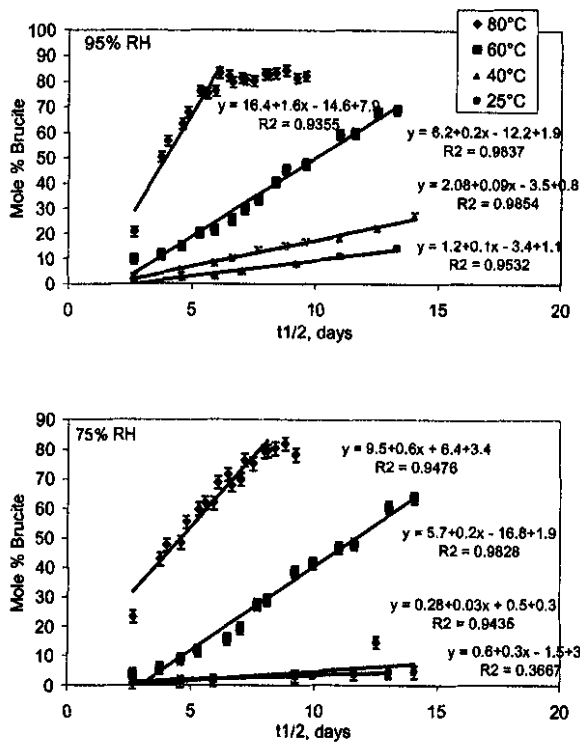 95% RH
80°C
60°C
40°C
25°C
100
90
80
70
60
50
40
30
20
10
0
Mole % Brucite
y = 16.4+1.6x - 14.6+7.9
R2 = 0.9355
y = 6.2+0.2x - 12.2+1.9
R2 = 0.9837
y = 2.08+0.09x - 3.5+0.8
R2 = 0.9854
y = 1.2+0.1x - 3.4+1.1
R2 = 0.9532
0 5 10 15 20
t1/2, days
75% RH
90
80
70
60
50
40
30
20
10
0
Mole % Brucite
y = 9.5+0.6x + 6.4+3.4
R2 = 0.9476
y = 5.7+0.2x - 16.8+1.9
R2 = 0.9828
y = 0.28+0.03x + 0.5+0.3
R2 = 0.9435
y = 0.6+0.3x - 1.5+3
R2 = 0.3667
0 5 10 15 20
t1/2, days